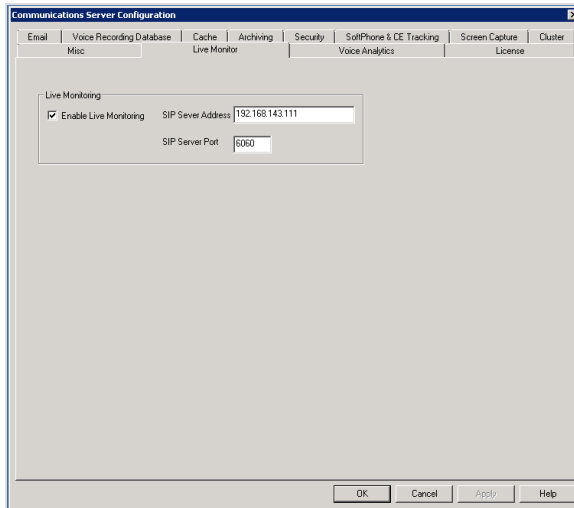 Communications Server Configuration
Email Voice Recording Database Cache Archiving Security SoftPhone & CE Tracking Screen Capture Cluster
Misc Live Monitor Voice Analytics License
Live Monitoring
Enable Live Monitoring SIP Sever Address 192.168.143.111
SIP Server Port 6060
OK Cancel Apply Help